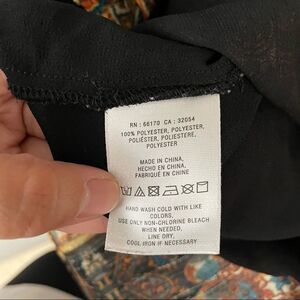 RN : 66170 CA : 32054
100% POLYESTER, POLYESTER,
POLIÉSTER, POLIESTERE,
POLYESTER
MADE IN CHINA,
HECHO EN CHINA,
FABRIQUÉ EN CHINE
HAND WASH COLD WITH LIKE
COLORS,
USE ONLY NON-CHLORINE BLEACH
WHEN NEEDED,
LINE DRY,
COOL IRON IF NECESSARY